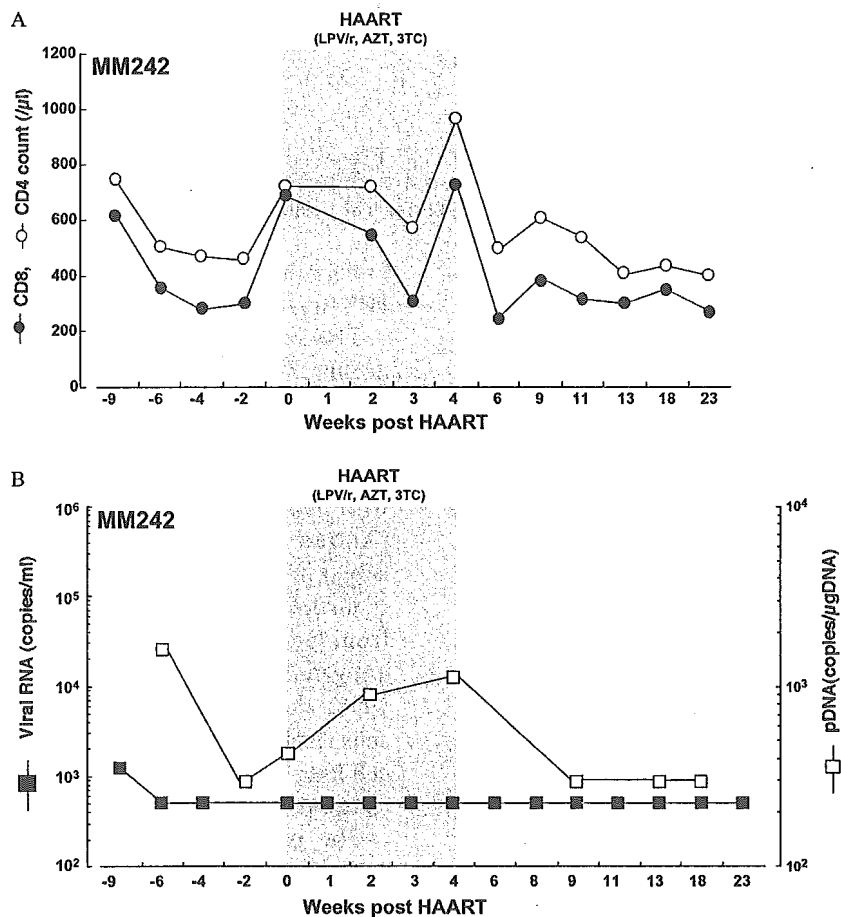 A
HAART
(LPV/r, AZT, 3TC)
MM242
CD8, CD4 count (/µl)
1200
1000
800
600
400
200
0
-9 -6 -4 -2 0 1 2 3 4 6 9 11 13 18 23
Weeks post HAART
B
HAART
(LPV/r, AZT, 3TC)
MM242
Viral RNA (copies/ml)
10^6
10^5
10^4
10^3
10^2
pDNA(copies/µgDNA)
10^4
10^3
10^2
-9 -6 -4 -2 0 1 2 3 4 6 8 9 11 13 18 23
Weeks post HAART